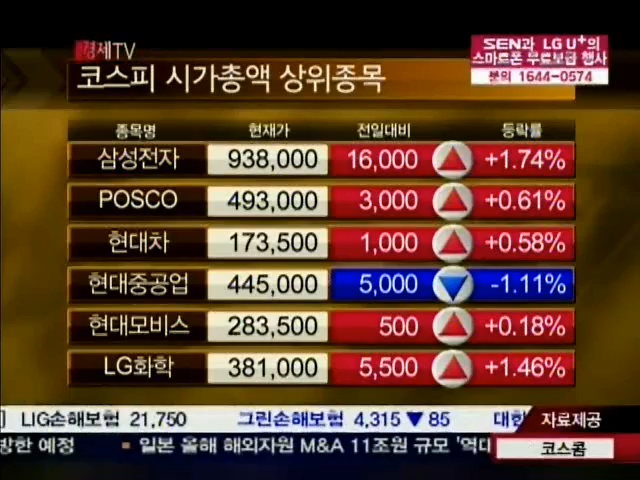 경제TV
SEN과 LG U+의
스마트폰 무료보급 행사
문의 1644-0574
코스피 시가총액 상위종목
종목명 현재가 전일대비 등락률
삼성전자 938,000 16,000 ▲ +1.74%
POSCO 493,000 3,000 ▲ +0.61%
현대차 173,500 1,000 ▲ +0.58%
현대중공업 445,000 5,000 ▼ -1.11%
현대모비스 283,500 500 ▲ +0.18%
LG화학 381,000 5,500 ▲ +1.46%
LIG손해보험 21,750 그린손해보험 4,315 ▼ 85 대한
자료제공
방한 예정 ▪ 일본 올해 해외자원 M&A 11조원 규모 '역대
코스콤